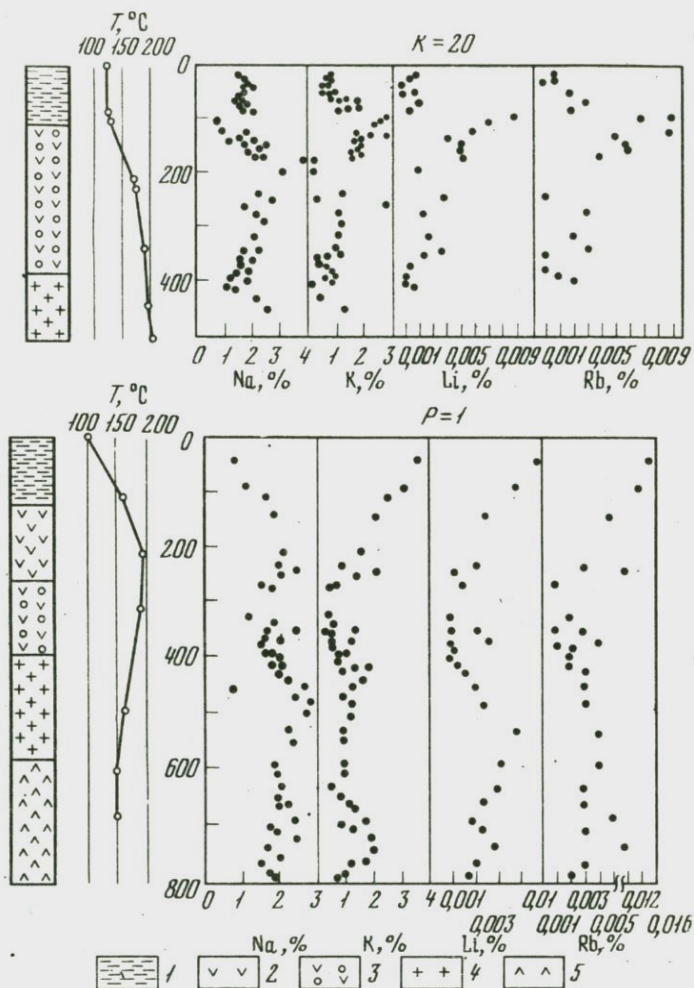 T, °C
K = 20
100 150 200
0
200
400
0 1 2 3 4 1 2 3 0,001 0,005 0,009 0,001 0,005 0,009
Na, % K, % Li, % Rb, %
T, °C
P = 1
100 150 200
0
200
400
600
800
0 1 2 3 1 2 3 4 0,001 0,01 0,003 0,012
0,003 0,001 0,005 0,016
Na, % K, % Li, % Rb, %
1 2 3 4 5